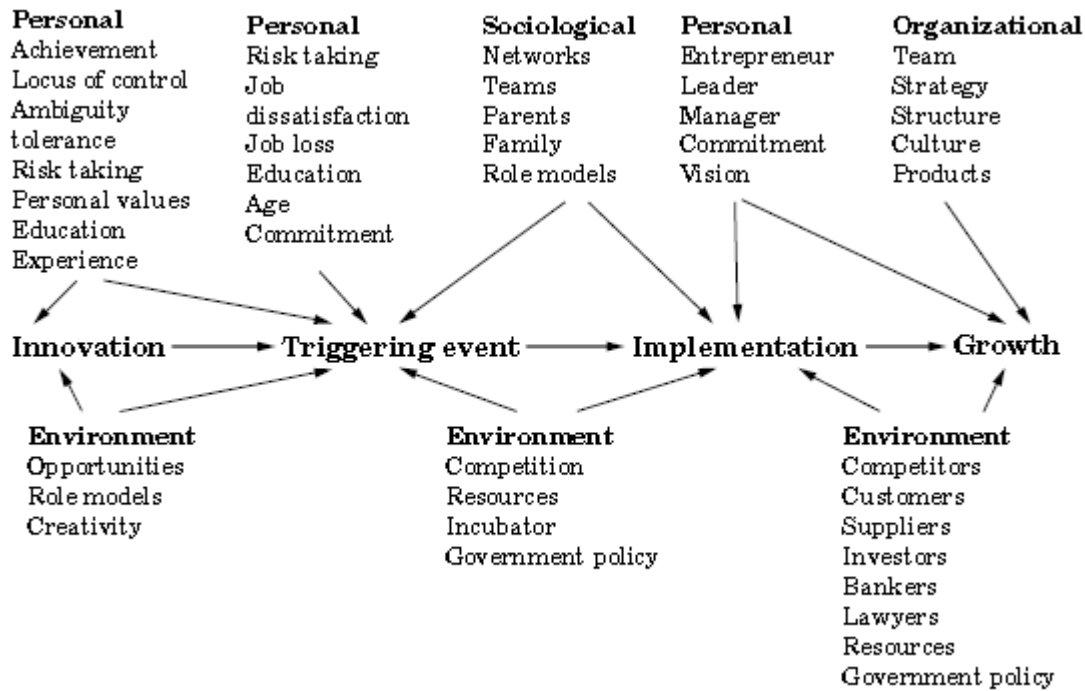 Personal
Achievement
Locus of control
Ambiguity
tolerance
Risk taking
Personal values
Education
Experience
Personal
Risk taking
Job
dissatisfaction
Job loss
Education
Age
Commitment
Sociological
Networks
Teams
Parents
Family
Role models
Personal
Entrepreneur
Leader
Manager
Commitment
Vision
Organizational
Team
Strategy
Structure
Culture
Products
Innovation
Triggering event
Implementation
Growth
Environment
Opportunities
Role models
Creativity
Environment
Competition
Resources
Incubator
Government policy
Environment
Competitors
Customers
Suppliers
Investors
Bankers
Lawyers
Resources
Government policy